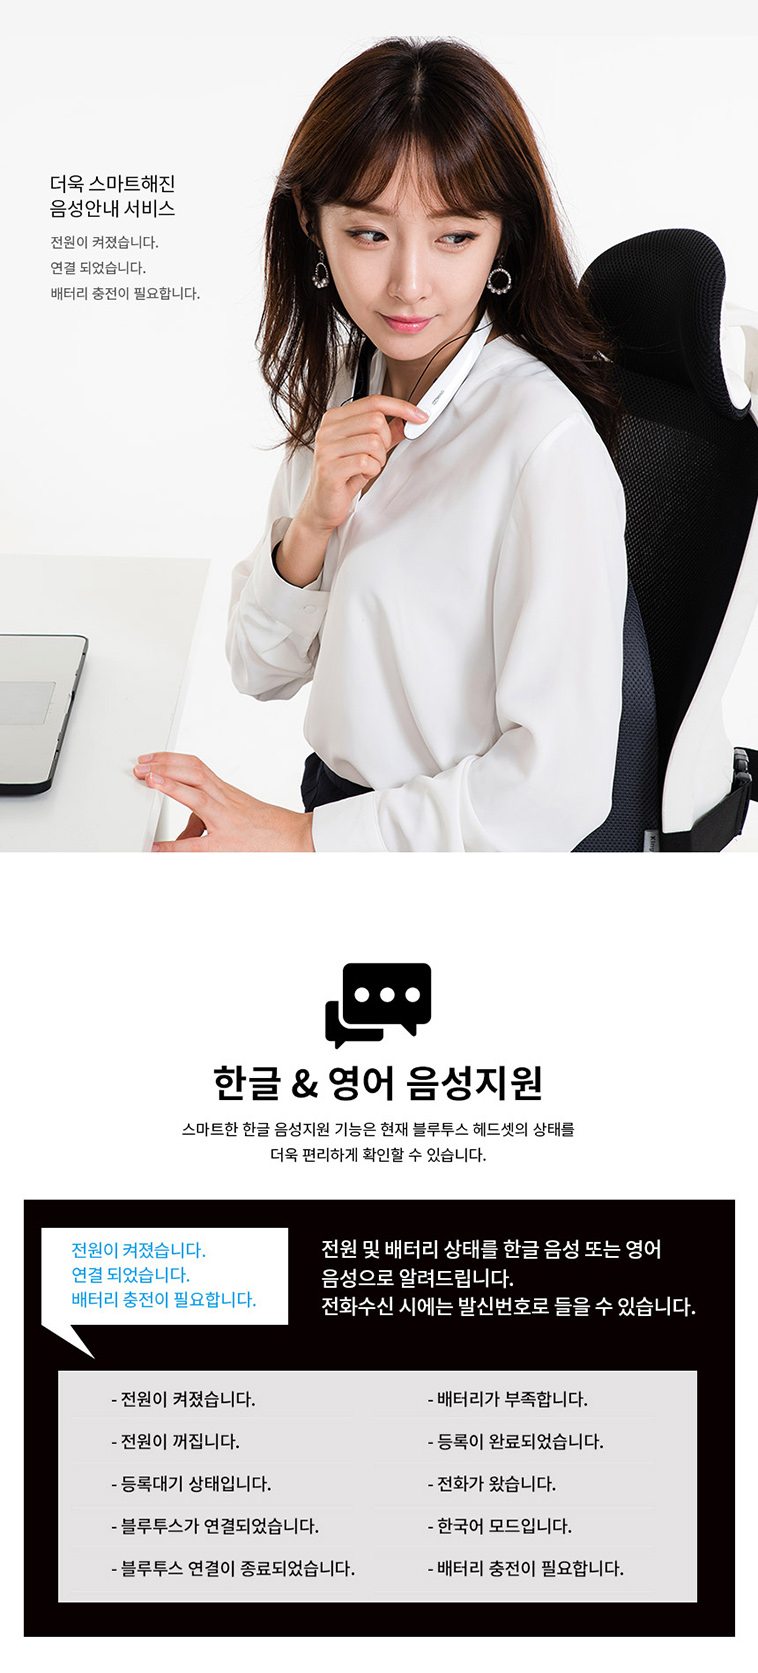 더욱 스마트해진
음성안내 서비스
전원이 켜졌습니다.
연결 되었습니다.
배터리 충전이 필요합니다.
한글 & 영어 음성지원
스마트한 한글 음성지원 기능은 현재 블루투스 헤드셋의 상태를
더욱 편리하게 확인할 수 있습니다.
전원이 켜졌습니다.
연결 되었습니다.
배터리 충전이 필요합니다.
전원 및 배터리 상태를 한글 음성 또는 영어
음성으로 알려드립니다.
전화수신 시에는 발신번호로 들을 수 있습니다.
- 전원이 켜졌습니다.
- 전원이 꺼집니다.
- 등록대기 상태입니다.
- 블루투스가 연결되었습니다.
- 블루투스 연결이 종료되었습니다.
- 배터리가 부족합니다.
- 등록이 완료되었습니다.
- 전화가 왔습니다.
- 한국어 모드입니다.
- 배터리 충전이 필요합니다.